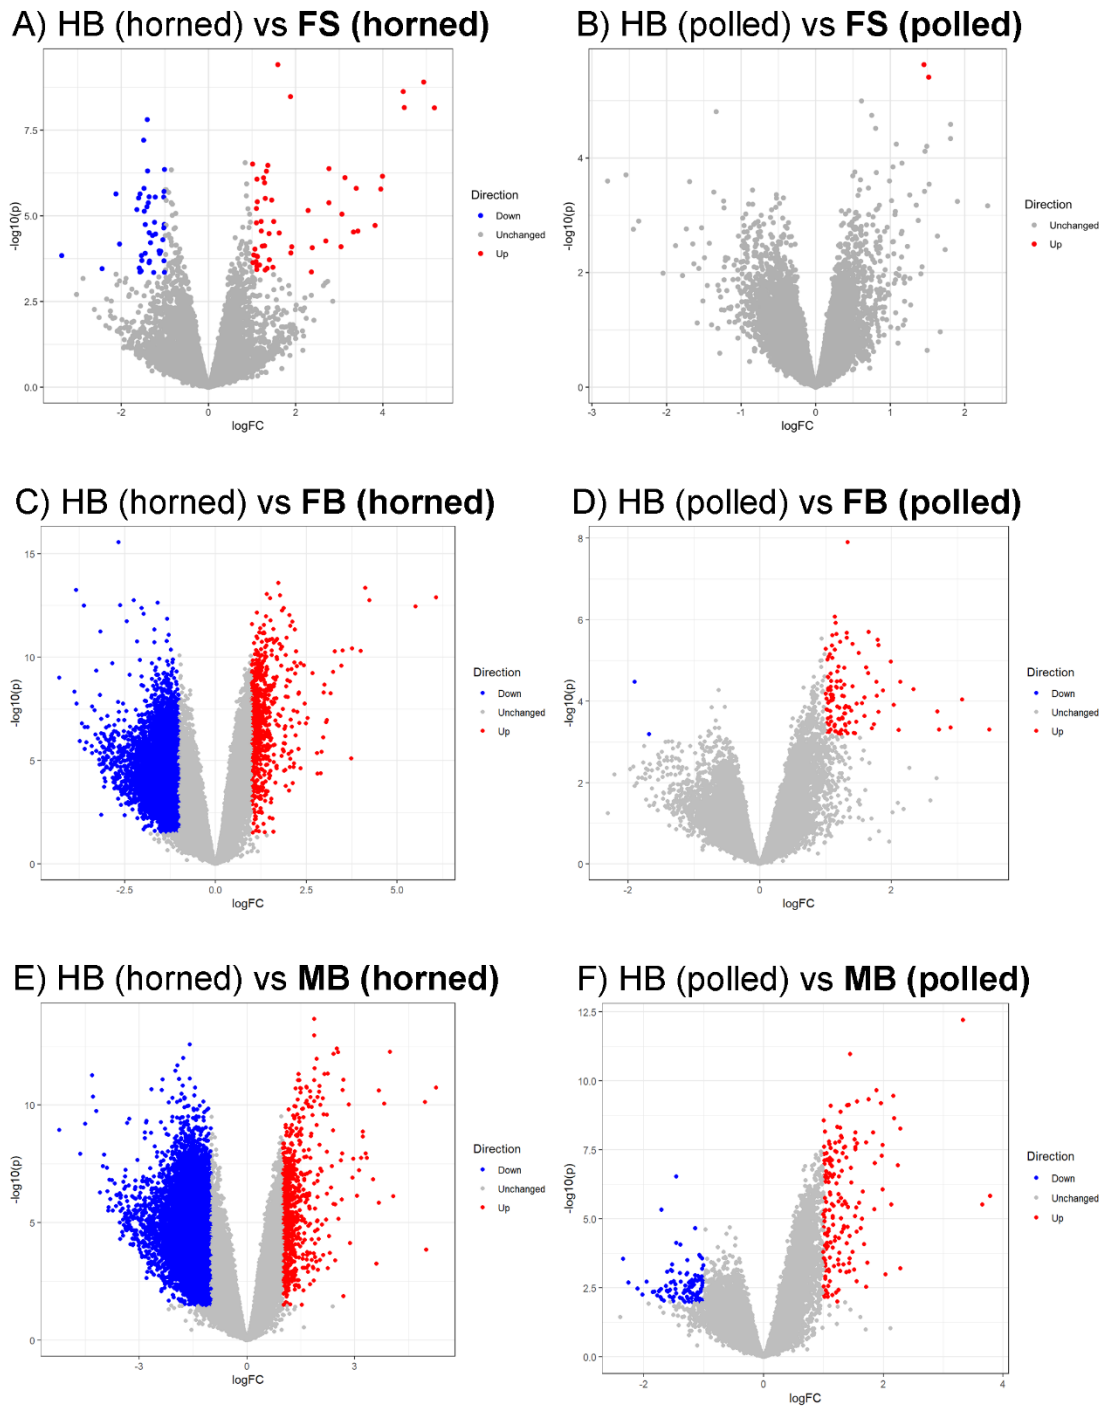 A) HB (horned) vs FS (horned)
7.5
5.0
2.5
0.0
-log10(p)
-2
0
2
4
logFC
Direction
Down
Unchanged
Up
B) HB (polled) vs FS (polled)
4
2
0
-log10(p)
-3
-2
-1
0
1
2
logFC
Direction
Unchanged
Up
C) HB (horned) vs FB (horned)
15
10
5
0
-log10(p)
-2.5
0.0
2.5
5.0
logFC
Direction
Down
Unchanged
Up
D) HB (polled) vs FB (polled)
8
6
4
2
0
-log10(p)
-2
0
2
logFC
Direction
Down
Unchanged
Up
E) HB (horned) vs MB (horned)
10
5
0
-log10(p)
-3
0
3
logFC
Direction
Down
Unchanged
Up
F) HB (polled) vs MB (polled)
12.5
10.0
7.5
5.0
2.5
0.0
-log10(p)
-2
0
2
4
logFC
Direction
Down
Unchanged
Up